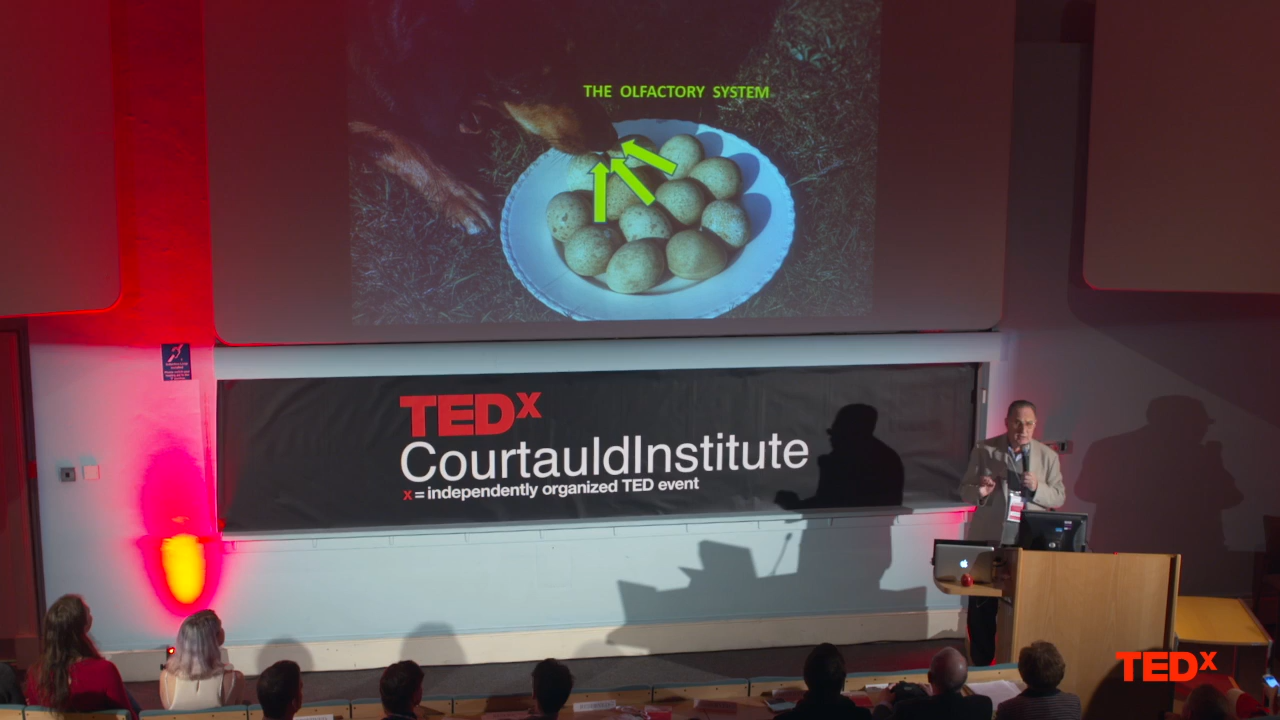 THE OLFACTORY SYSTEM
TEDx
CourtauldInstitute
x = independently organized TED event
TEDx